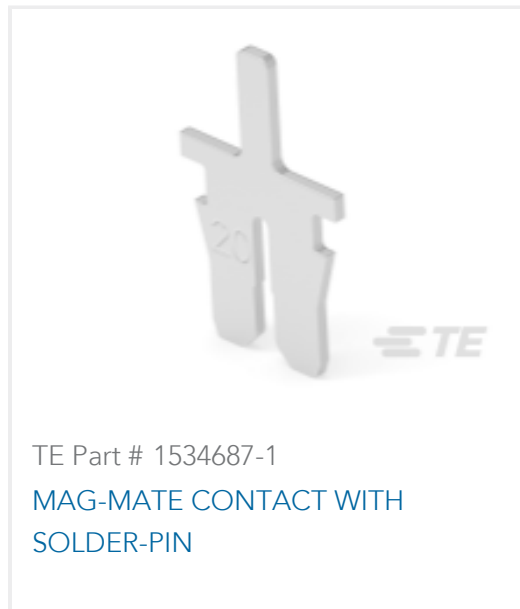 20
TE
TE Part # 1534687-1
MAG-MATE CONTACT WITH
SOLDER-PIN